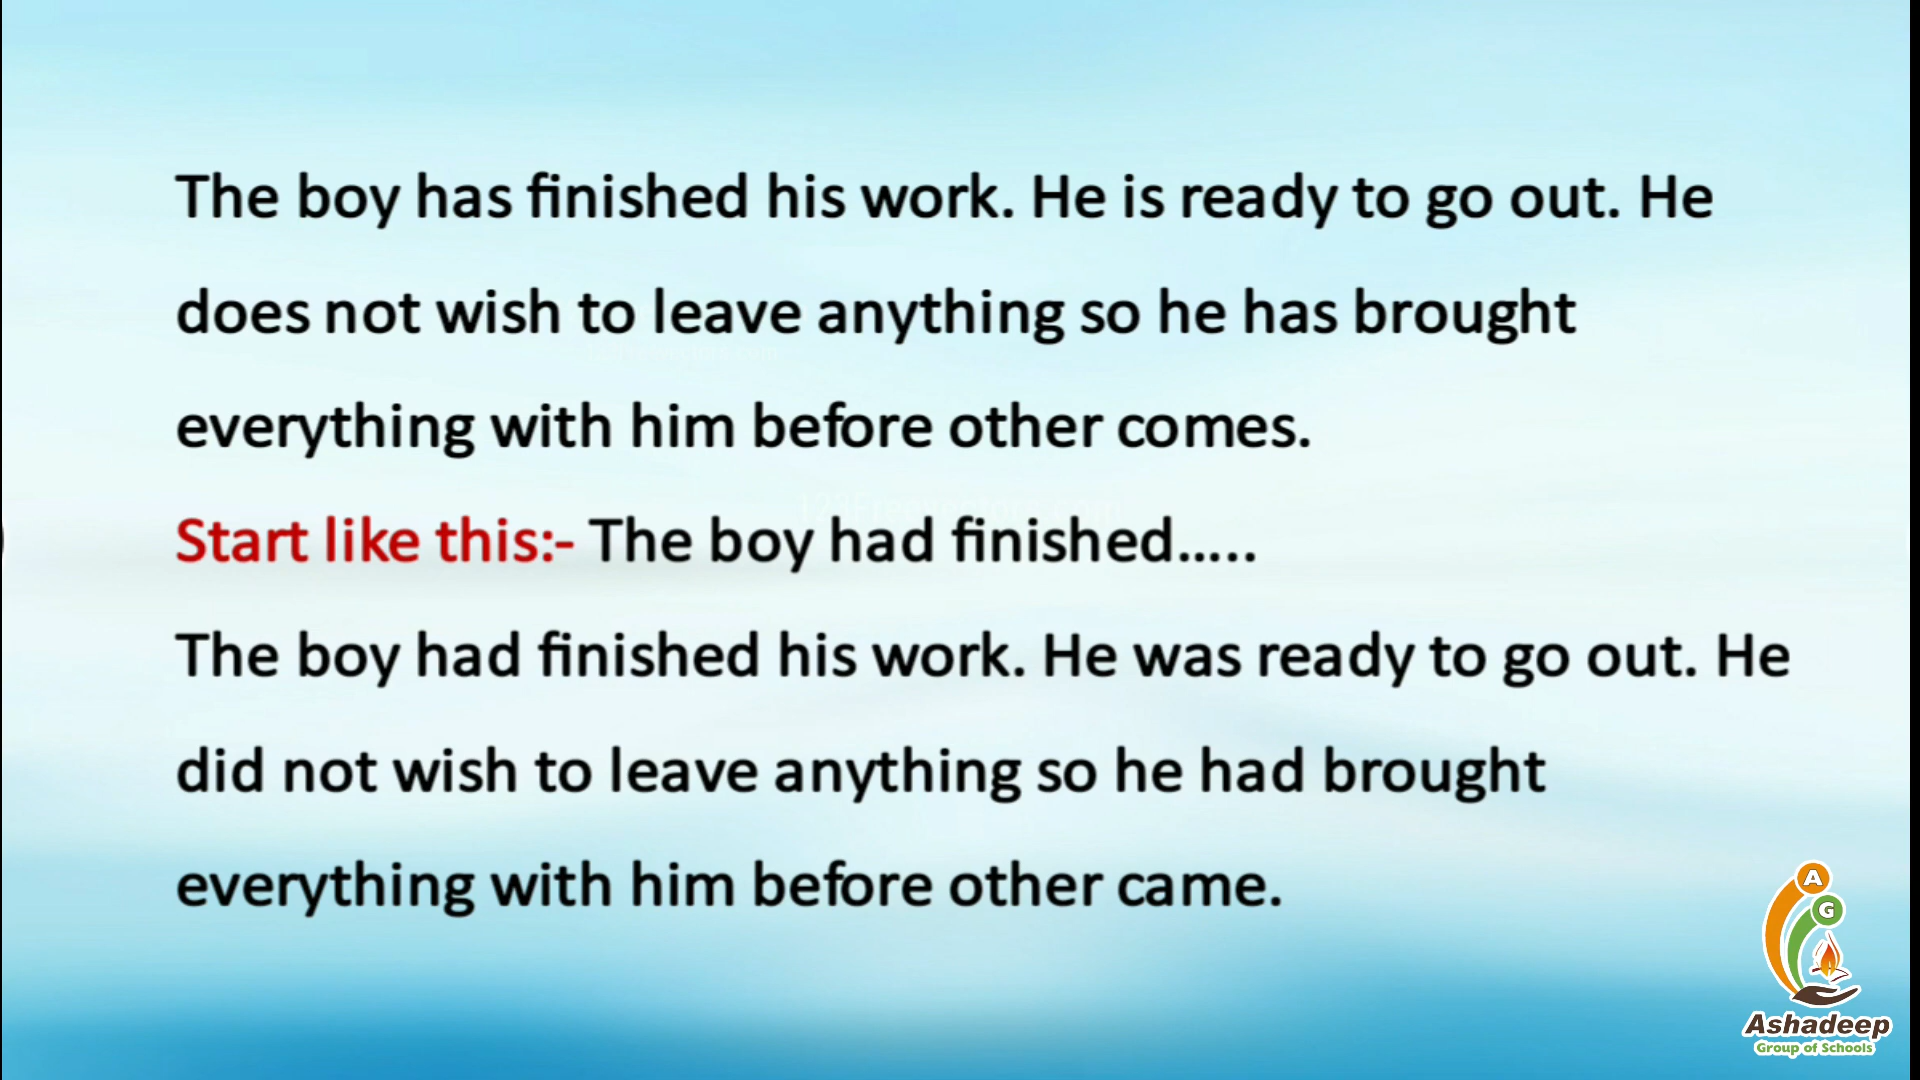 The boy has finished his work. He is ready to go out. He
does not wish to leave anything so he has brought
everything with him before other comes.
Start like this:- The boy had finished.....
The boy had finished his work. He was ready to go out. He
did not wish to leave anything so he had brought
everything with him before other came.
A
G
Ashadeep
Group of Schools